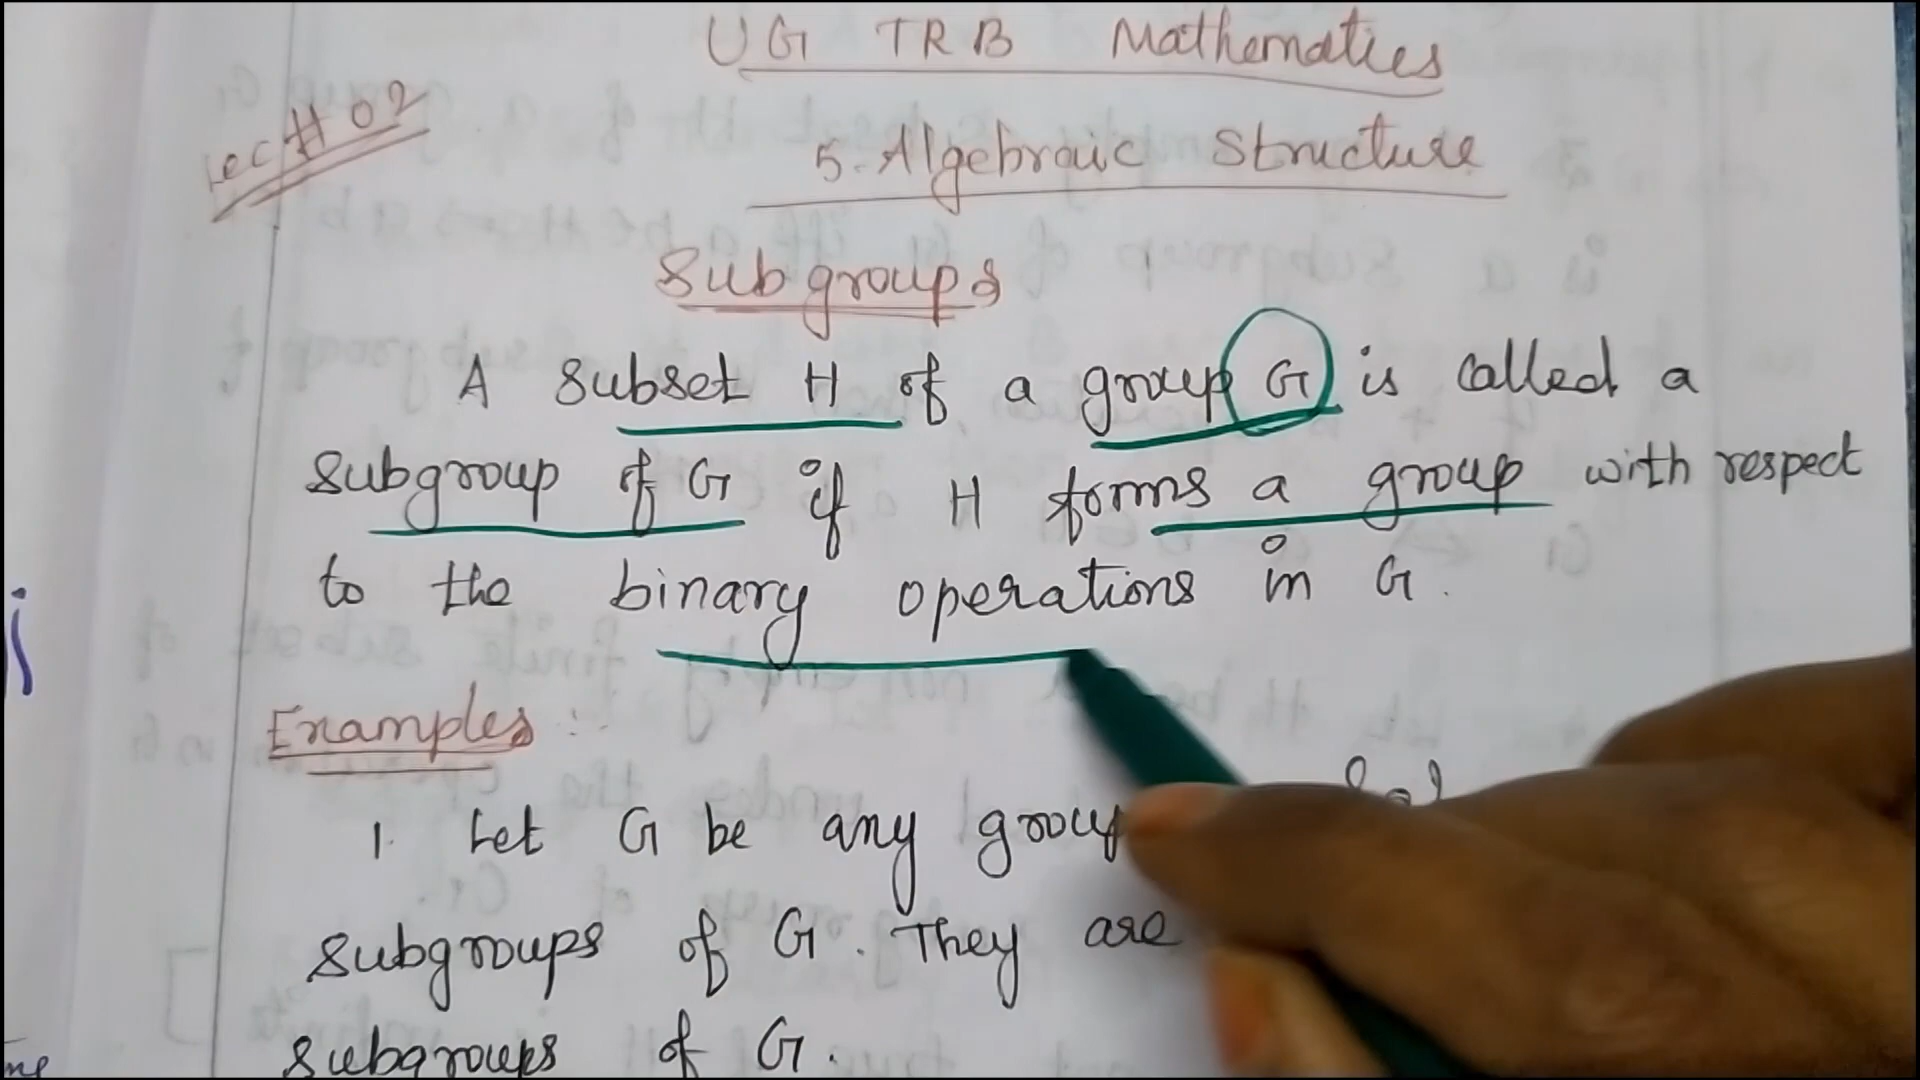 UG TRB Mathematics
Lec # 02
5. Algebraic Structure
Subgroups
A subset H of a group G is called a
subgroup of G if H forms a group with respect
to the binary operations in G.
Examples :
1. Let G be any group
subgroups of G. They are
subgroups of G.